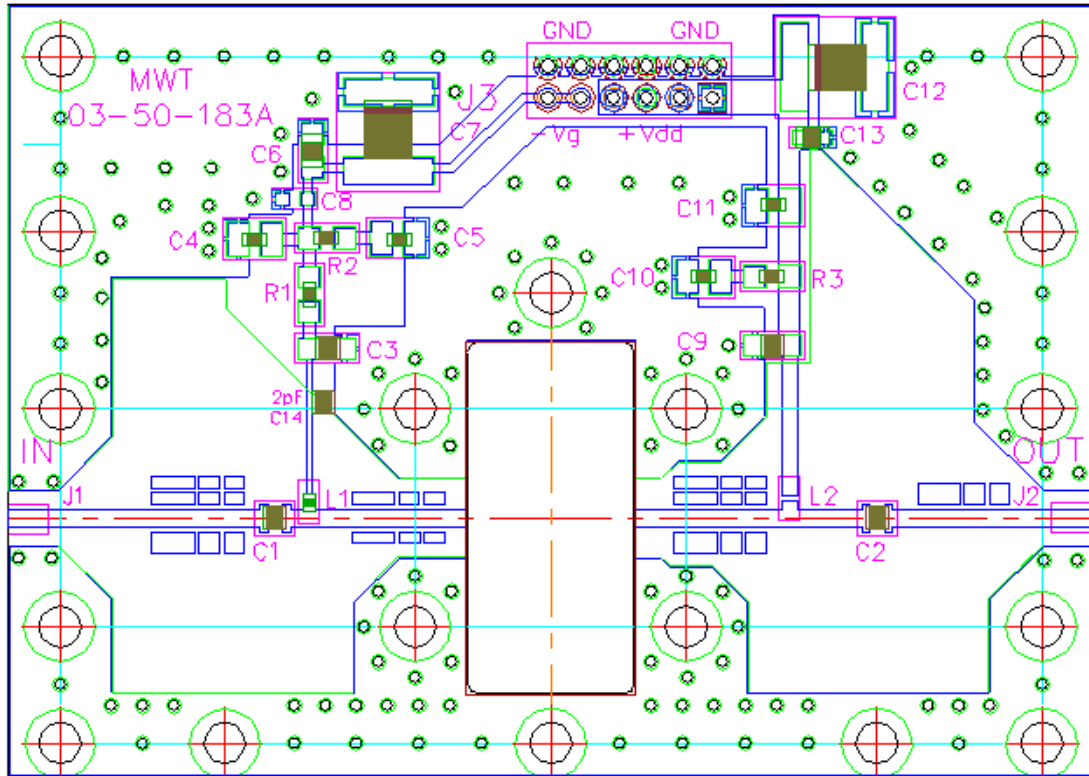 GND GND
MWT
03-50-183A
J3
C7
C12
-Vg +Vdd
C13
C6
C8
C11
C4
C5
R2
C10
R3
R1
C3
C9
2pF
C14
IN
OUT
J1
L1
L2
J2
C1
C2